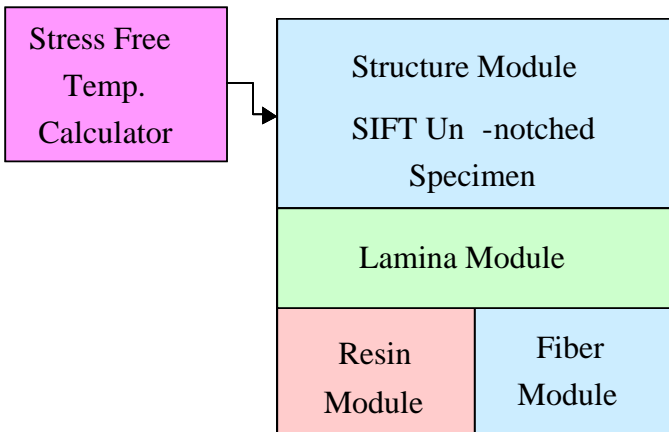 Stress Free
Temp.
Calculator
Structure Module
SIFT Un -notched
Specimen
Lamina Module
Resin
Module
Fiber
Module